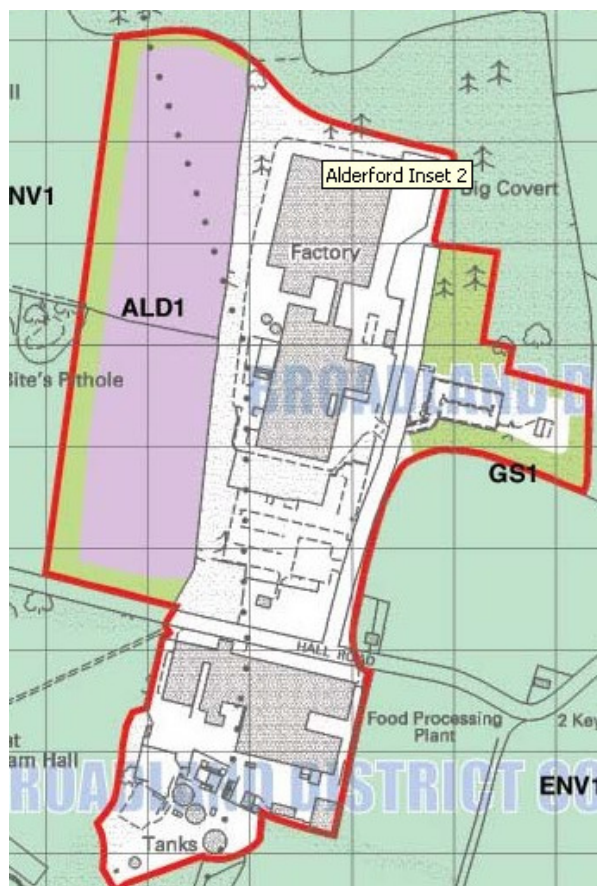 Alderford Inset 2
Big Covert
NV1
Factory
ALD1
Bite's Pithole
BROADLAND D
GS1
HALL ROAD
Food Processing
Plant
2 Key
am Hall
ROADLAND DISTRICT CO
ENV1
Tanks